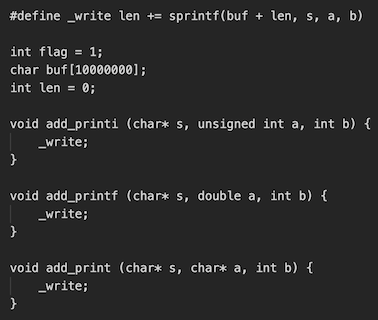 #define _write len += sprintf(buf + len, s, a, b)
int flag = 1;
char buf[10000000];
int len = 0;
void add_printi (char* s, unsigned int a, int b) {
_write;
}
void add_printf (char* s, double a, int b) {
_write;
}
void add_print (char* s, char* a, int b) {
_write;
}